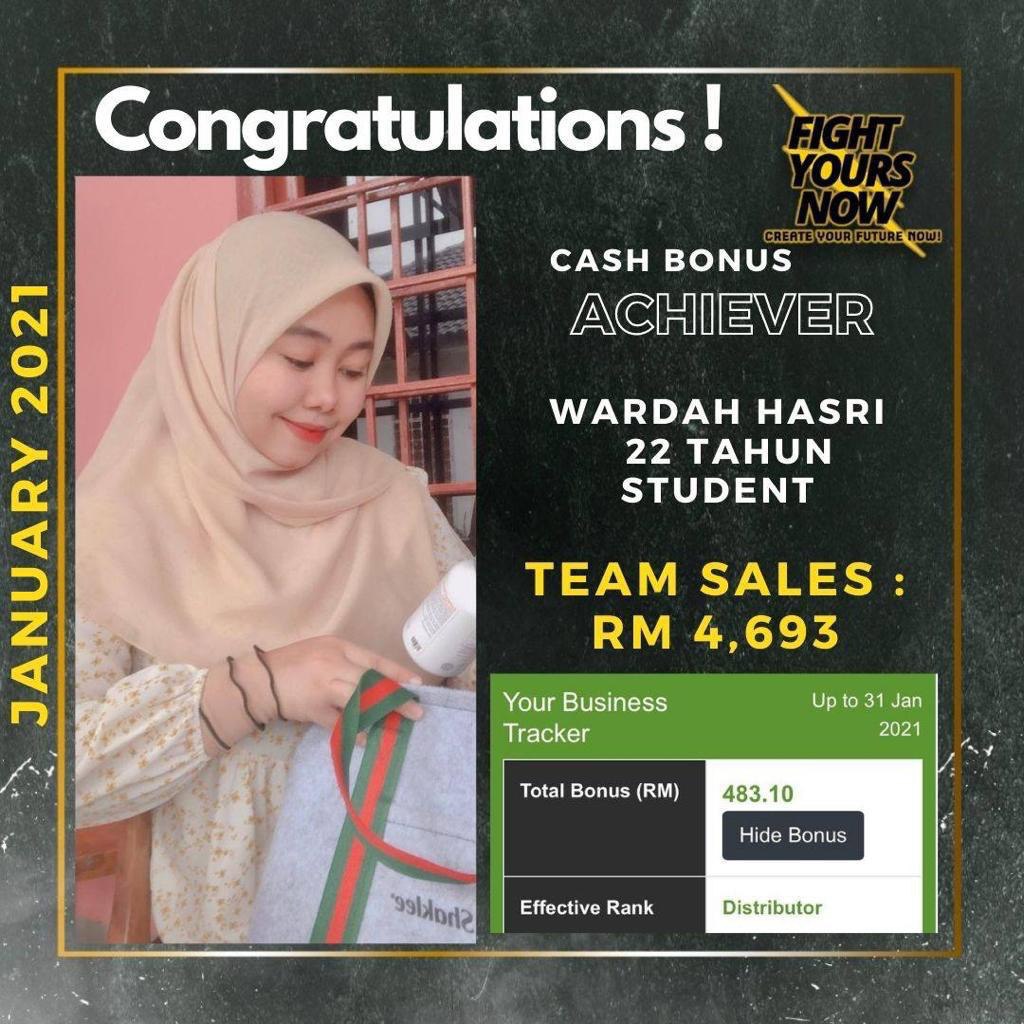 Congratulations !
FIGHT
YOURS
NOW
CREATE YOUR FUTURE NOW!
CASH BONUS
ACHIEVER
JANUARY 2021
WARDAH HASRI
22 TAHUN
STUDENT
TEAM SALES :
RM 4,693
Your Business
Tracker
Up to 31 Jan
2021
Total Bonus (RM)
483.10
Hide Bonus
Effective Rank
Distributor
Shaklee